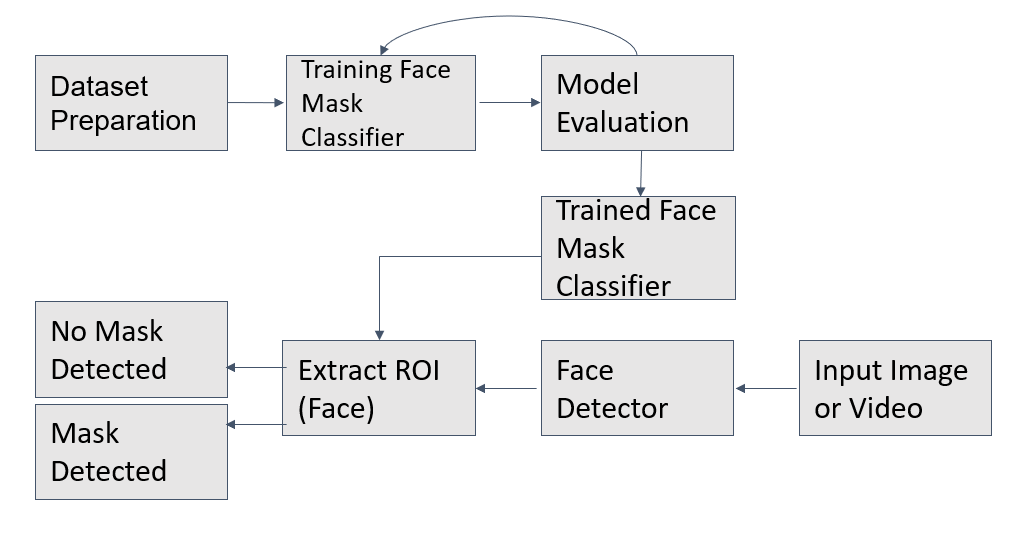 Dataset
Preparation
Training Face
Mask
Classifier
Model
Evaluation
Trained Face
Mask
Classifier
No Mask
Detected
Mask
Detected
Extract ROI
(Face)
Face
Detector
Input Image
or Video